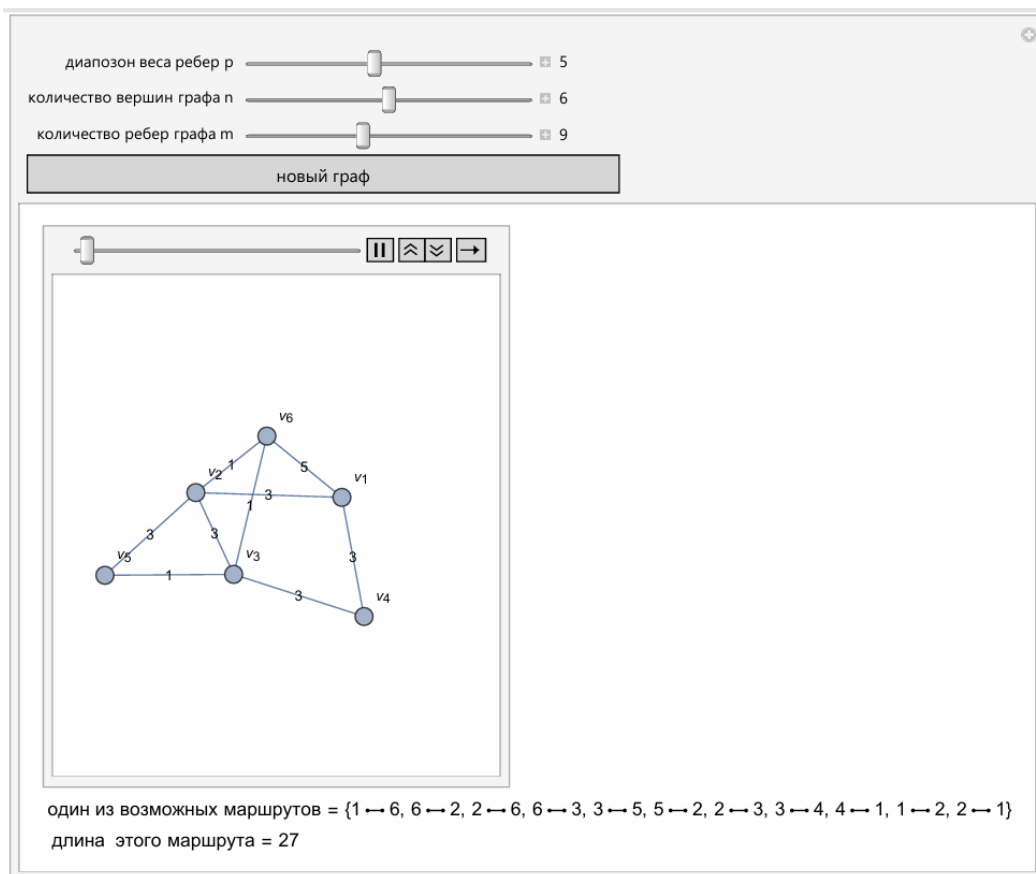 диапозон веса ребер p 5
количество вершин графа n 6
количество ребер графа m 9
новый граф
v6
1
5
v2
v1
3
1
3
3
3
v5
v3
1
3
v4
один из возможных маршрутов = {1 ⟷ 6, 6 ⟷ 2, 2 ⟷ 6, 6 ⟷ 3, 3 ⟷ 5, 5 ⟷ 2, 2 ⟷ 3, 3 ⟷ 4, 4 ⟷ 1, 1 ⟷ 2, 2 ⟷ 1}
длина этого маршрута = 27